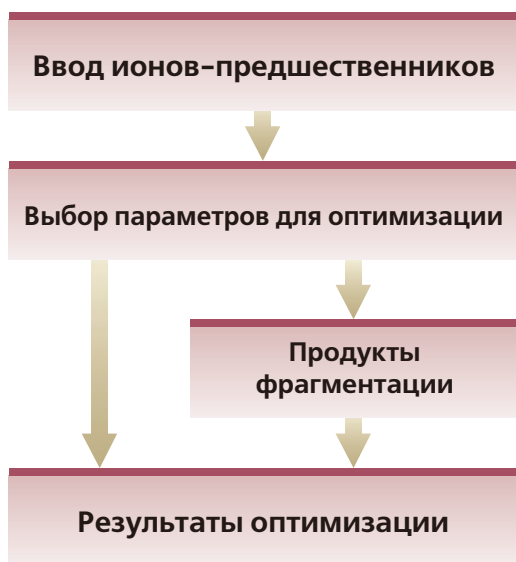 Ввод ионов–предшественников
Выбор параметров для оптимизации
Продукты
фрагментации
Результаты оптимизации